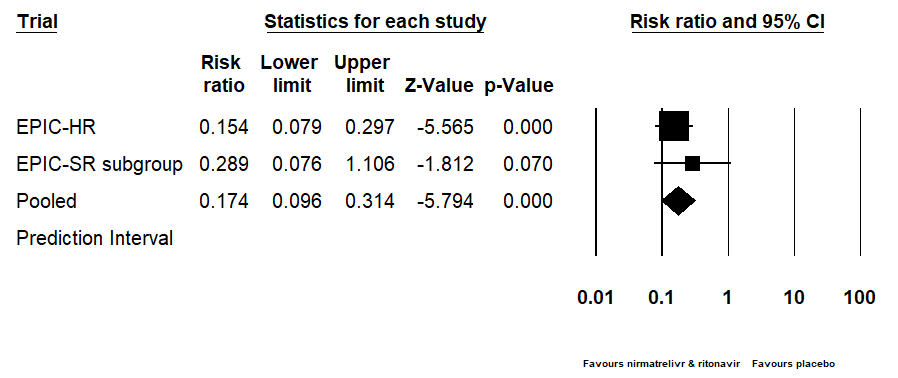 Trial Statistics for each study Risk ratio and 95% CI
Risk ratio Lower limit Upper limit Z-Value p-Value
EPIC-HR 0.154 0.079 0.297 -5.565 0.000
EPIC-SR subgroup 0.289 0.076 1.106 -1.812 0.070
Pooled 0.174 0.096 0.314 -5.794 0.000
Prediction Interval
0.01 0.1 1 10 100
Favours nirmatrelivr & ritonavir Favours placebo